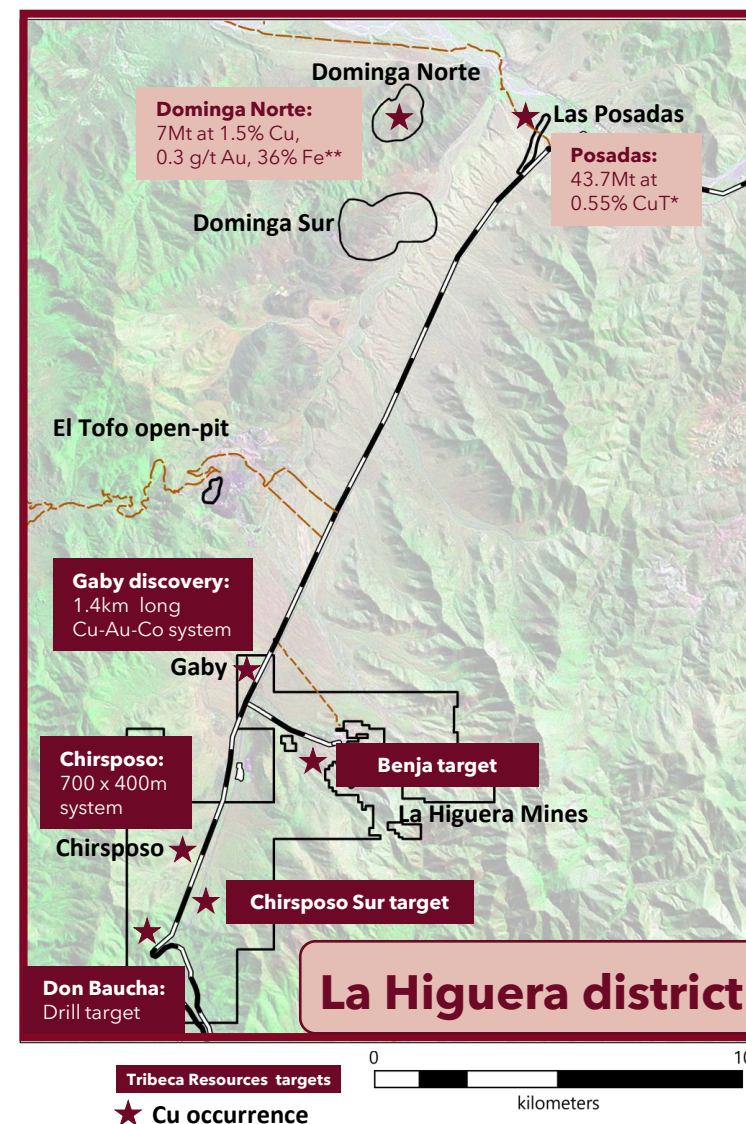 Dominga Norte
Dominga Norte:
7Mt at 1.5% Cu,
0.3 g/t Au, 36% Fe**
Las Posadas
Posadas:
43.7Mt at
0.55% CuT*
Dominga Sur
El Tofo open-pit
Gaby discovery:
1.4km long
Cu-Au-Co system
Gaby
Chirsposo:
700 x 400m
system
Benja target
La Higuera Mines
Chirsposo
Chirsposo Sur target
Don Baucha:
Drill target
La Higuera district
Tribeca Resources targets
Cu occurrence
0
10
kilometers